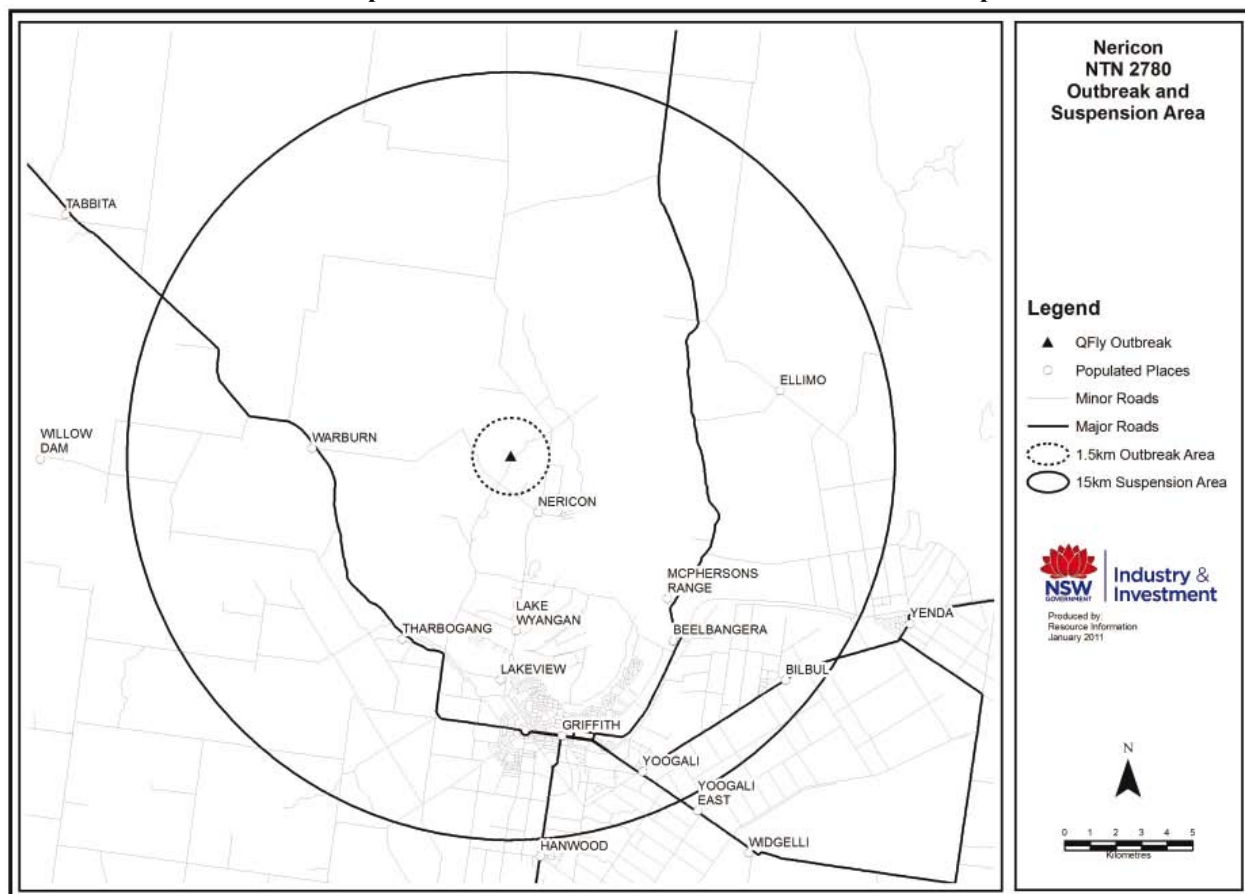 Nericon
NTN 2780
Outbreak and
Suspension Area
TABBITA
ELLIMO
WILLOW
DAM
WARBURN
NERICON
MCPHERSONS
RANGE
LAKE
WYANGAN
THARBOGANG
BEELBANGERA
YENDA
LAKEVIEW
BILBUL
GRIFFITH
YOOGALI
YOOGALI
EAST
HANWOOD
WIDGELLI
Legend
QFly Outbreak
Populated Places
Minor Roads
Major Roads
1.5km Outbreak Area
15km Suspension Area
NSW
GOVERNMENT
Industry &
Investment
Produced by:
Resource Information
January 2011
N
0 1 2 3 4 5
Kilometres